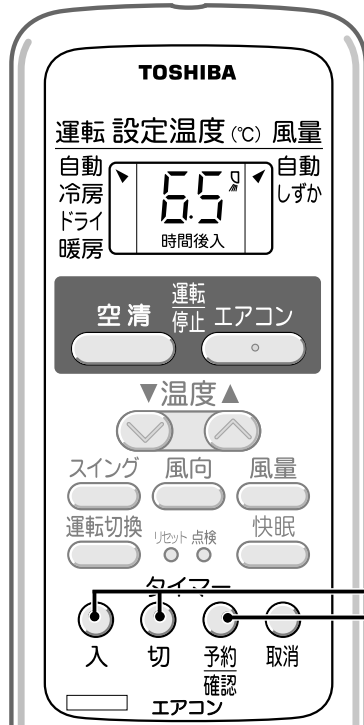 TOSHIBA
運転 設定温度(℃) 風量
自動
冷房
ドライ
暖房
6.5
時間後入
自動
しずか
空清
運転
停止
エアコン
▼温度▲
スイング 風向 風量
運転切換 リセット 点検 快眠
タイマー
入 切 予約 取消
確認
エアコン